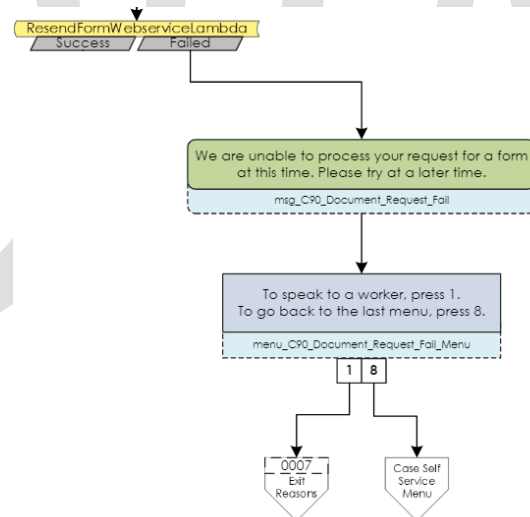 ResendFormWebserviceLambda
Success Failed
We are unable to process your request for a form
at this time. Please try at a later time.
msg_C90_Document_Request_Fail
To speak to a worker, press 1.
To go back to the last menu, press 8.
menu_C90_Document_Request_Fail_Menu
1 8
0007
Exit
Reasons
Case Self
Service
Menu